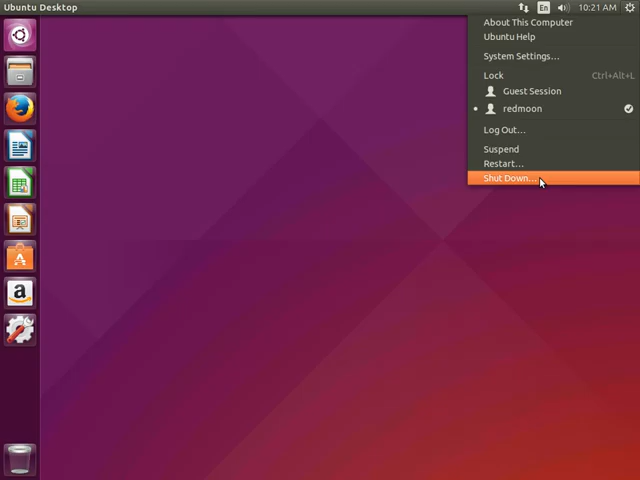 Ubuntu Desktop
En
10:21 AM
About This Computer
Ubuntu Help
System Settings…
Lock Ctrl+Alt+L
Guest Session
redmoon
Log Out…
Suspend
Restart…
Shut Down…
A
a